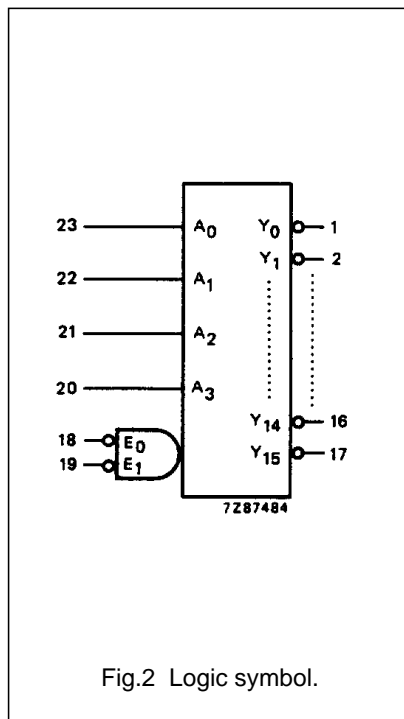 23 A0 Y0 1
Y1 2
22 A1
21 A2
20 A3
Y14 16
18 E0
19 E1 Y15 17
7Z87484
Fig.2 Logic symbol.